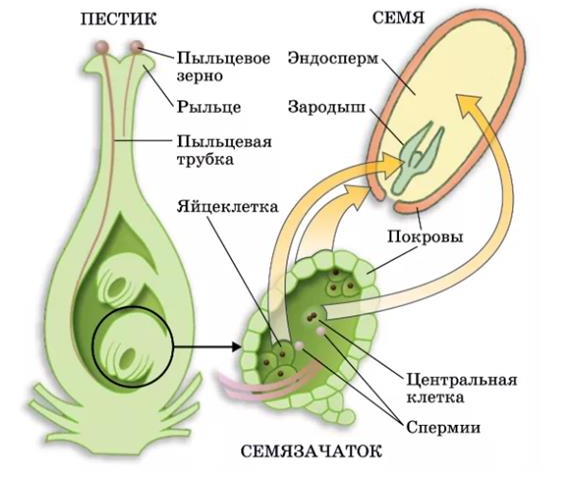 ПЕСТИК
СЕМЯ
Пыльцевое
зерно
Эндосперм
Рыльце
Зародыш
Пыльцевая
трубка
Яйцеклетка
Покровы
Центральная
клетка
Спермии
СЕМЯЗАЧАТОК